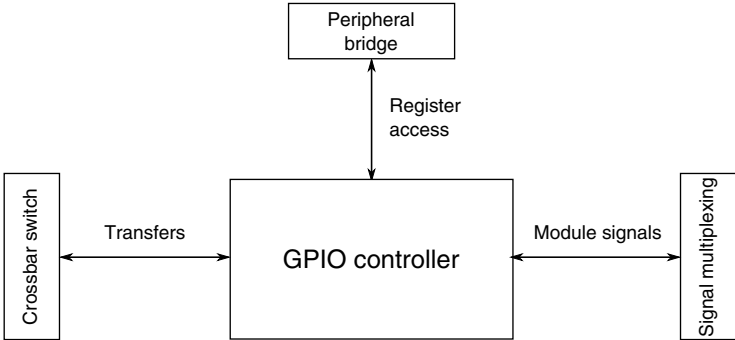 Peripheral
bridge
Register
access
Crossbar switch
Transfers
GPIO controller
Module signals
Signal multiplexing